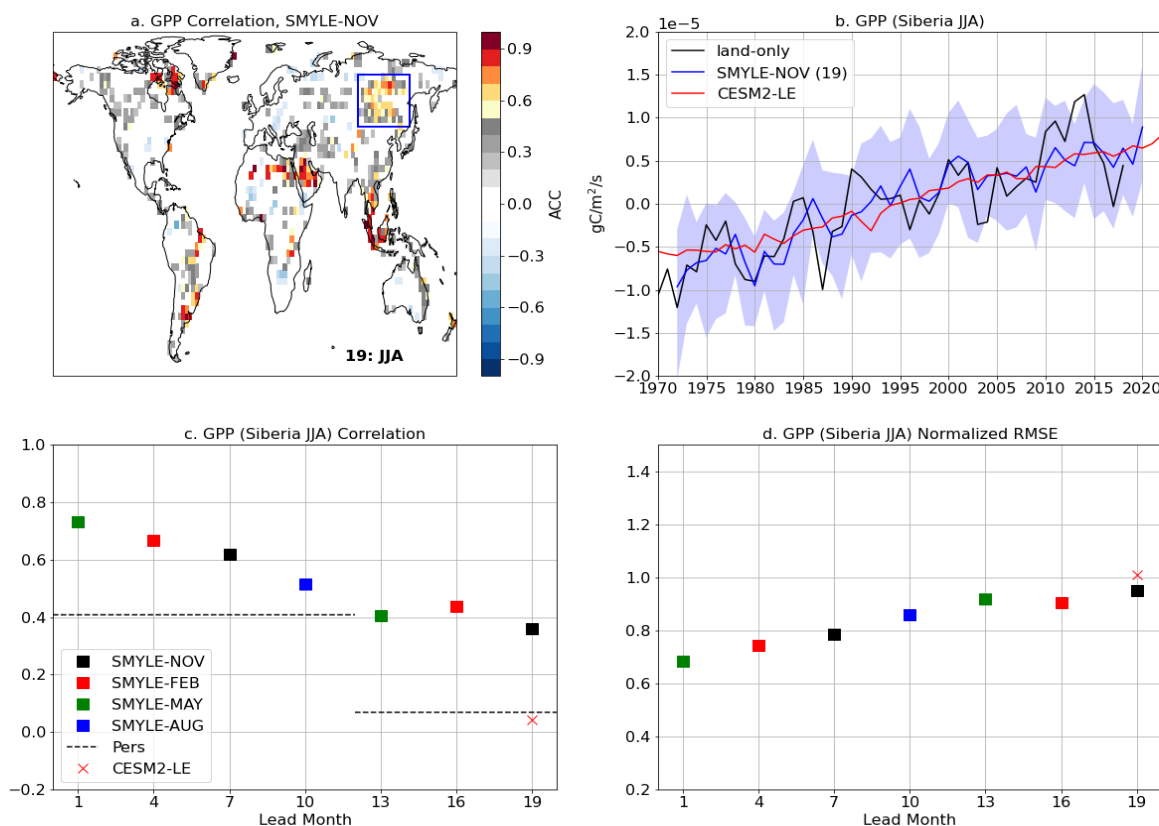 a. GPP Correlation, SMYLE-NOV
0.9
0.6
0.3
0.0
−0.3
−0.6
−0.9
ACC
19: JJA
b. GPP (Siberia JJA)
1e−5
2.0
1.5
1.0
0.5
0.0
−0.5
−1.0
−1.5
−2.0
gC/m²/s
land-only
SMYLE-NOV (19)
CESM2-LE
1970 1975 1980 1985 1990 1995 2000 2005 2010 2015 2020
c. GPP (Siberia JJA) Correlation
1.0
0.8
0.6
0.4
0.2
0.0
−0.2
SMYLE-NOV
SMYLE-FEB
SMYLE-MAY
SMYLE-AUG
Pers
CESM2-LE
1 4 7 10 13 16 19
Lead Month
d. GPP (Siberia JJA) Normalized RMSE
1.4
1.2
1.0
0.8
0.6
0.4
0.2
1 4 7 10 13 16 19
Lead Month